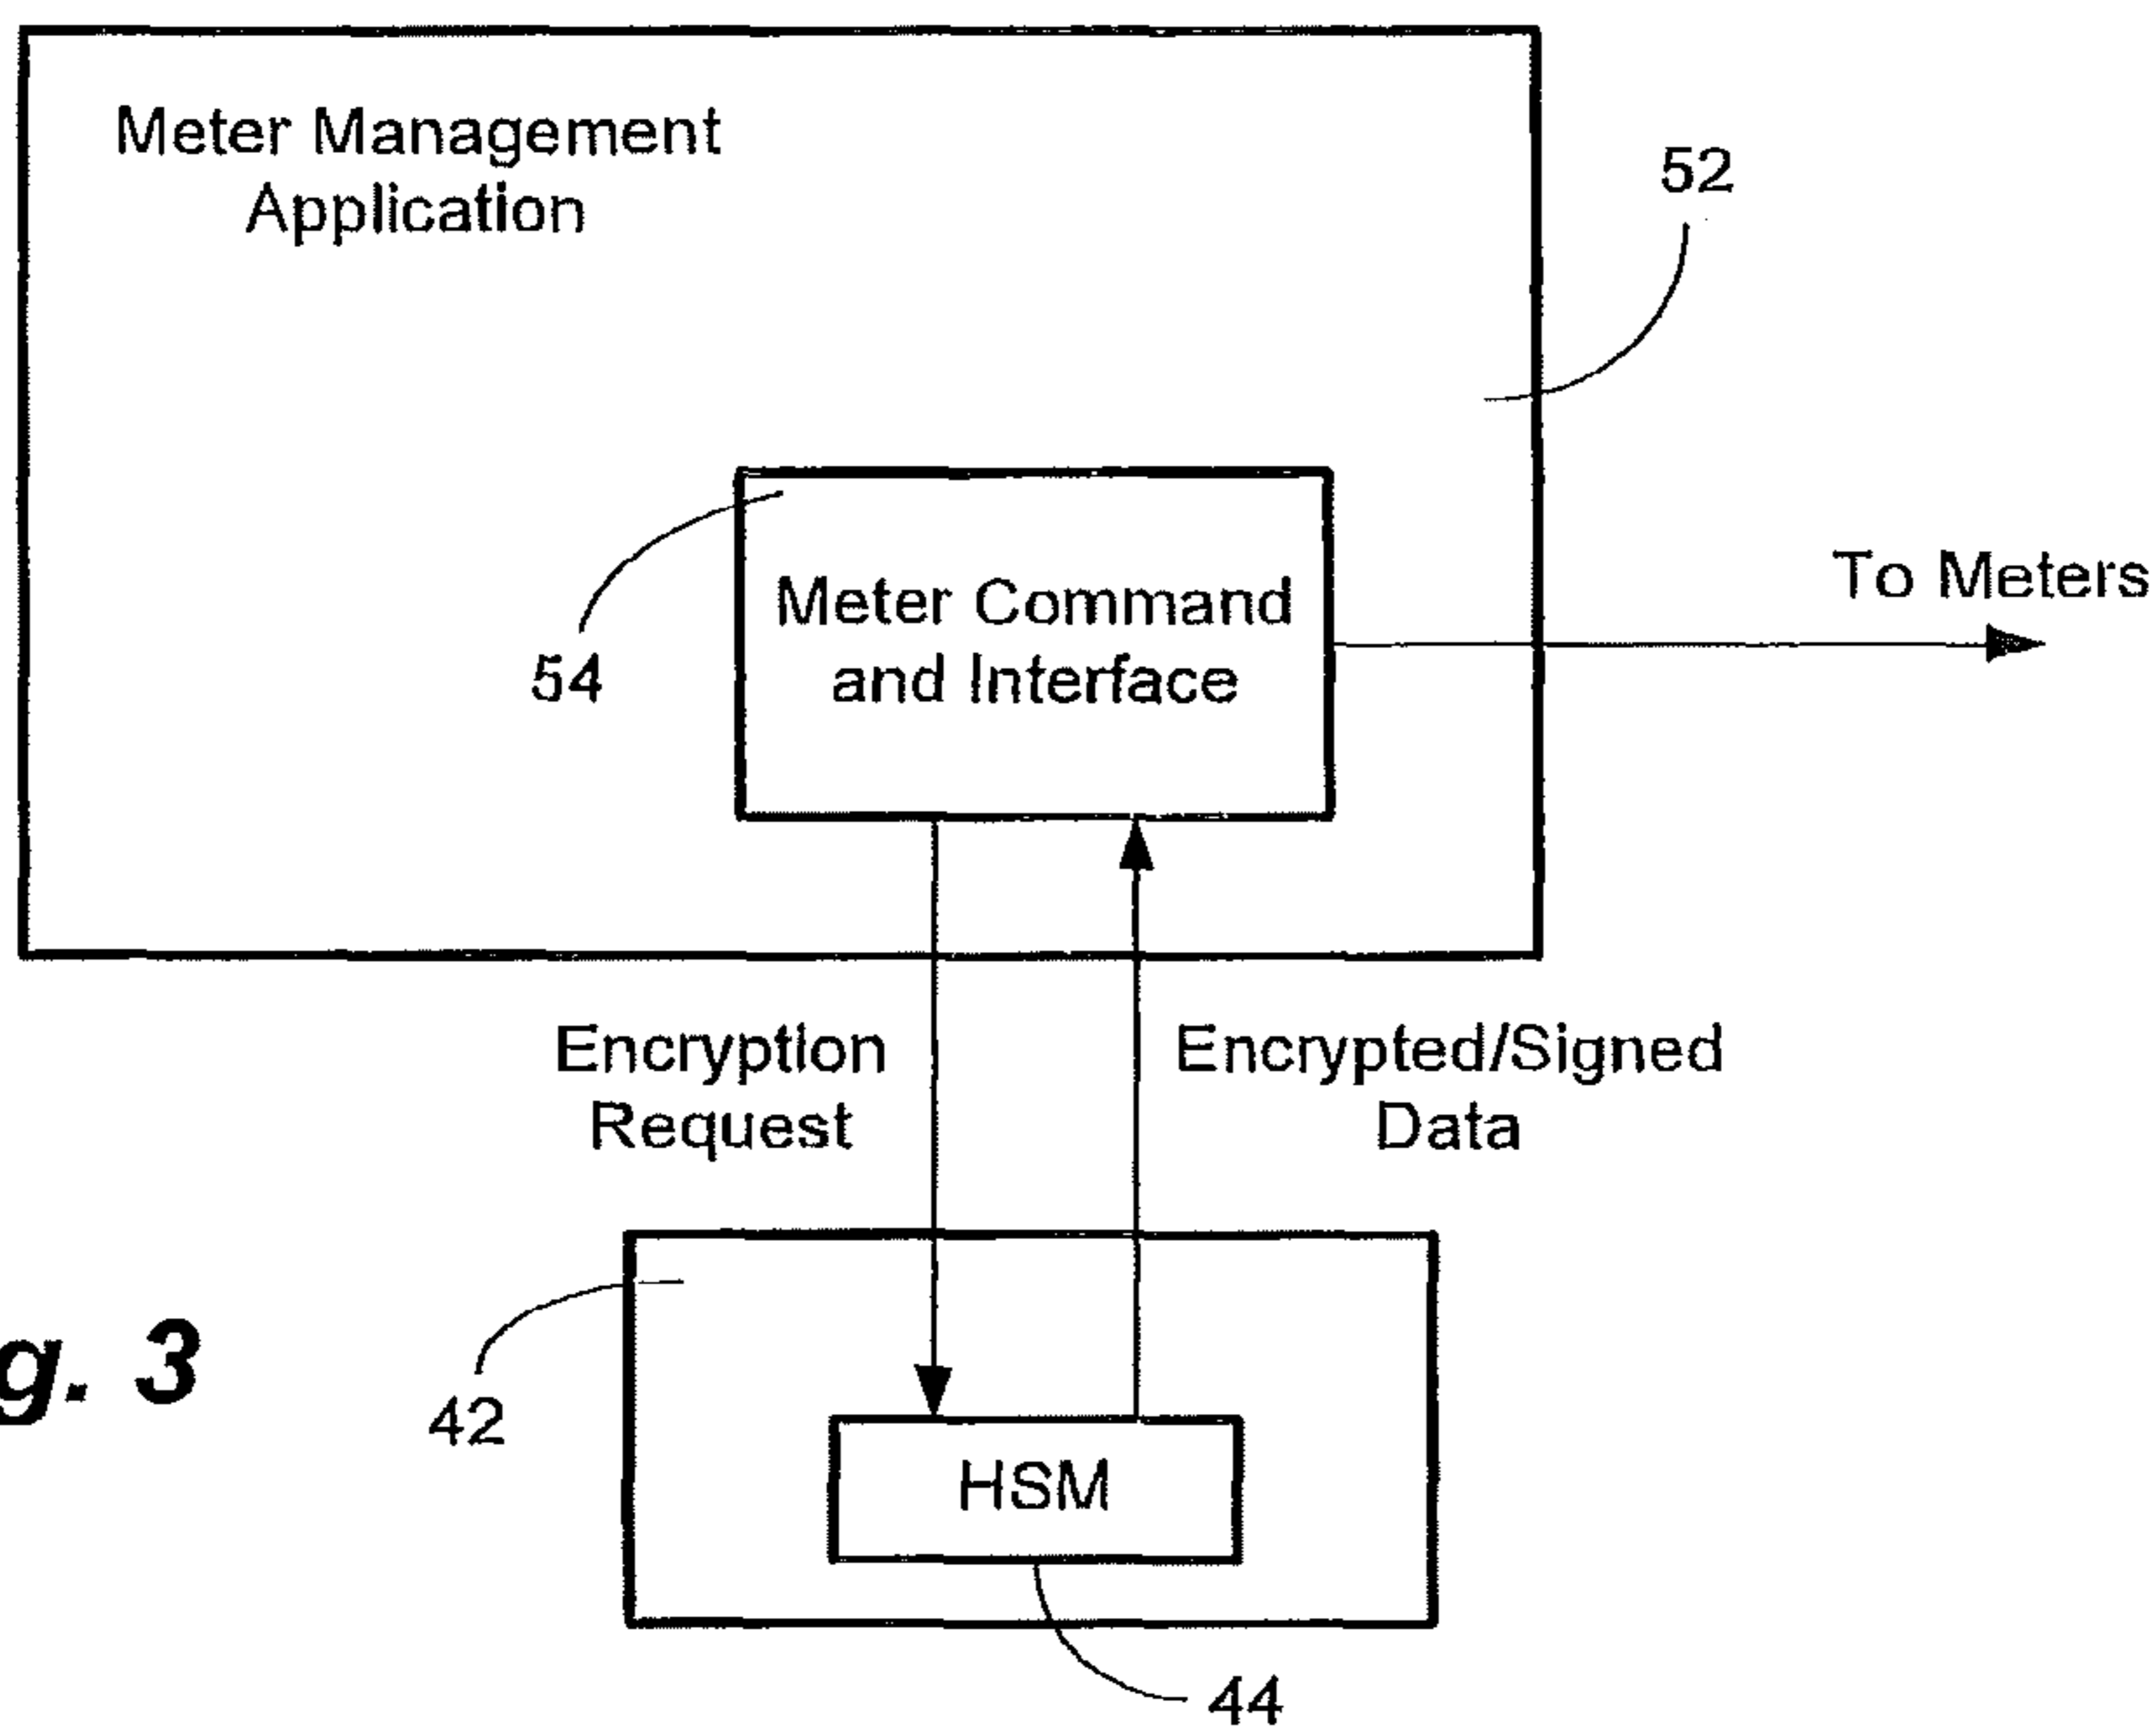 Meter Management
Application
52
To Meters
Meter Command
and Interface
54
Encryption
Request
Encrypted/Signed
Data
42
g. 3
HSM
44